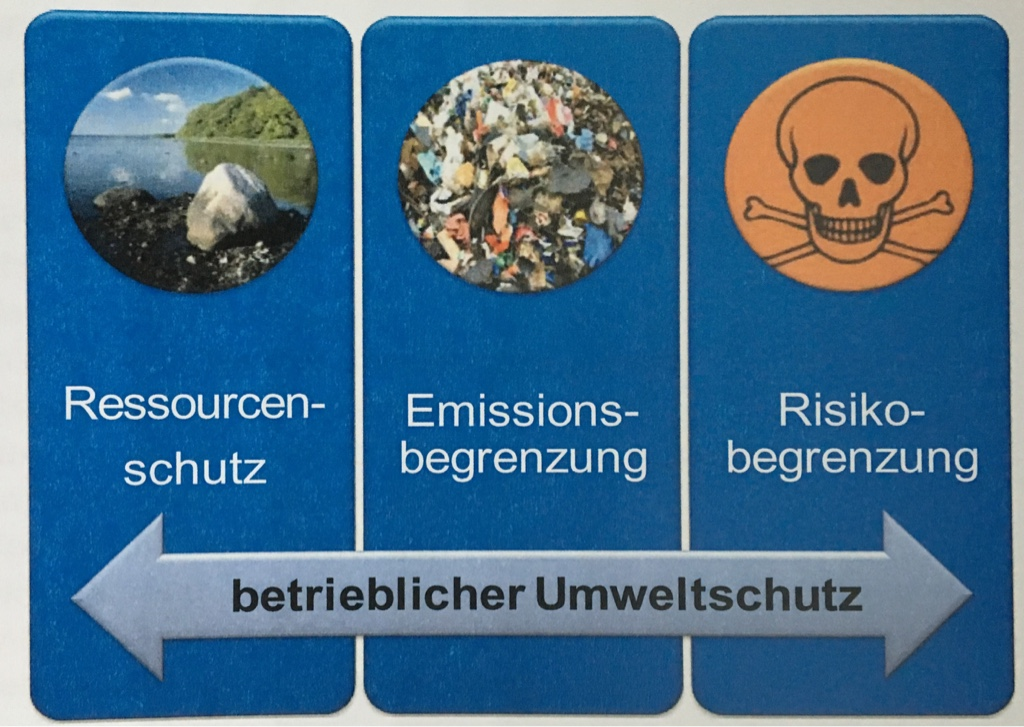 Ressourcen-
schutz
Emissions-
begrenzung
Risiko-
begrenzung
betrieblicher Umweltschutz